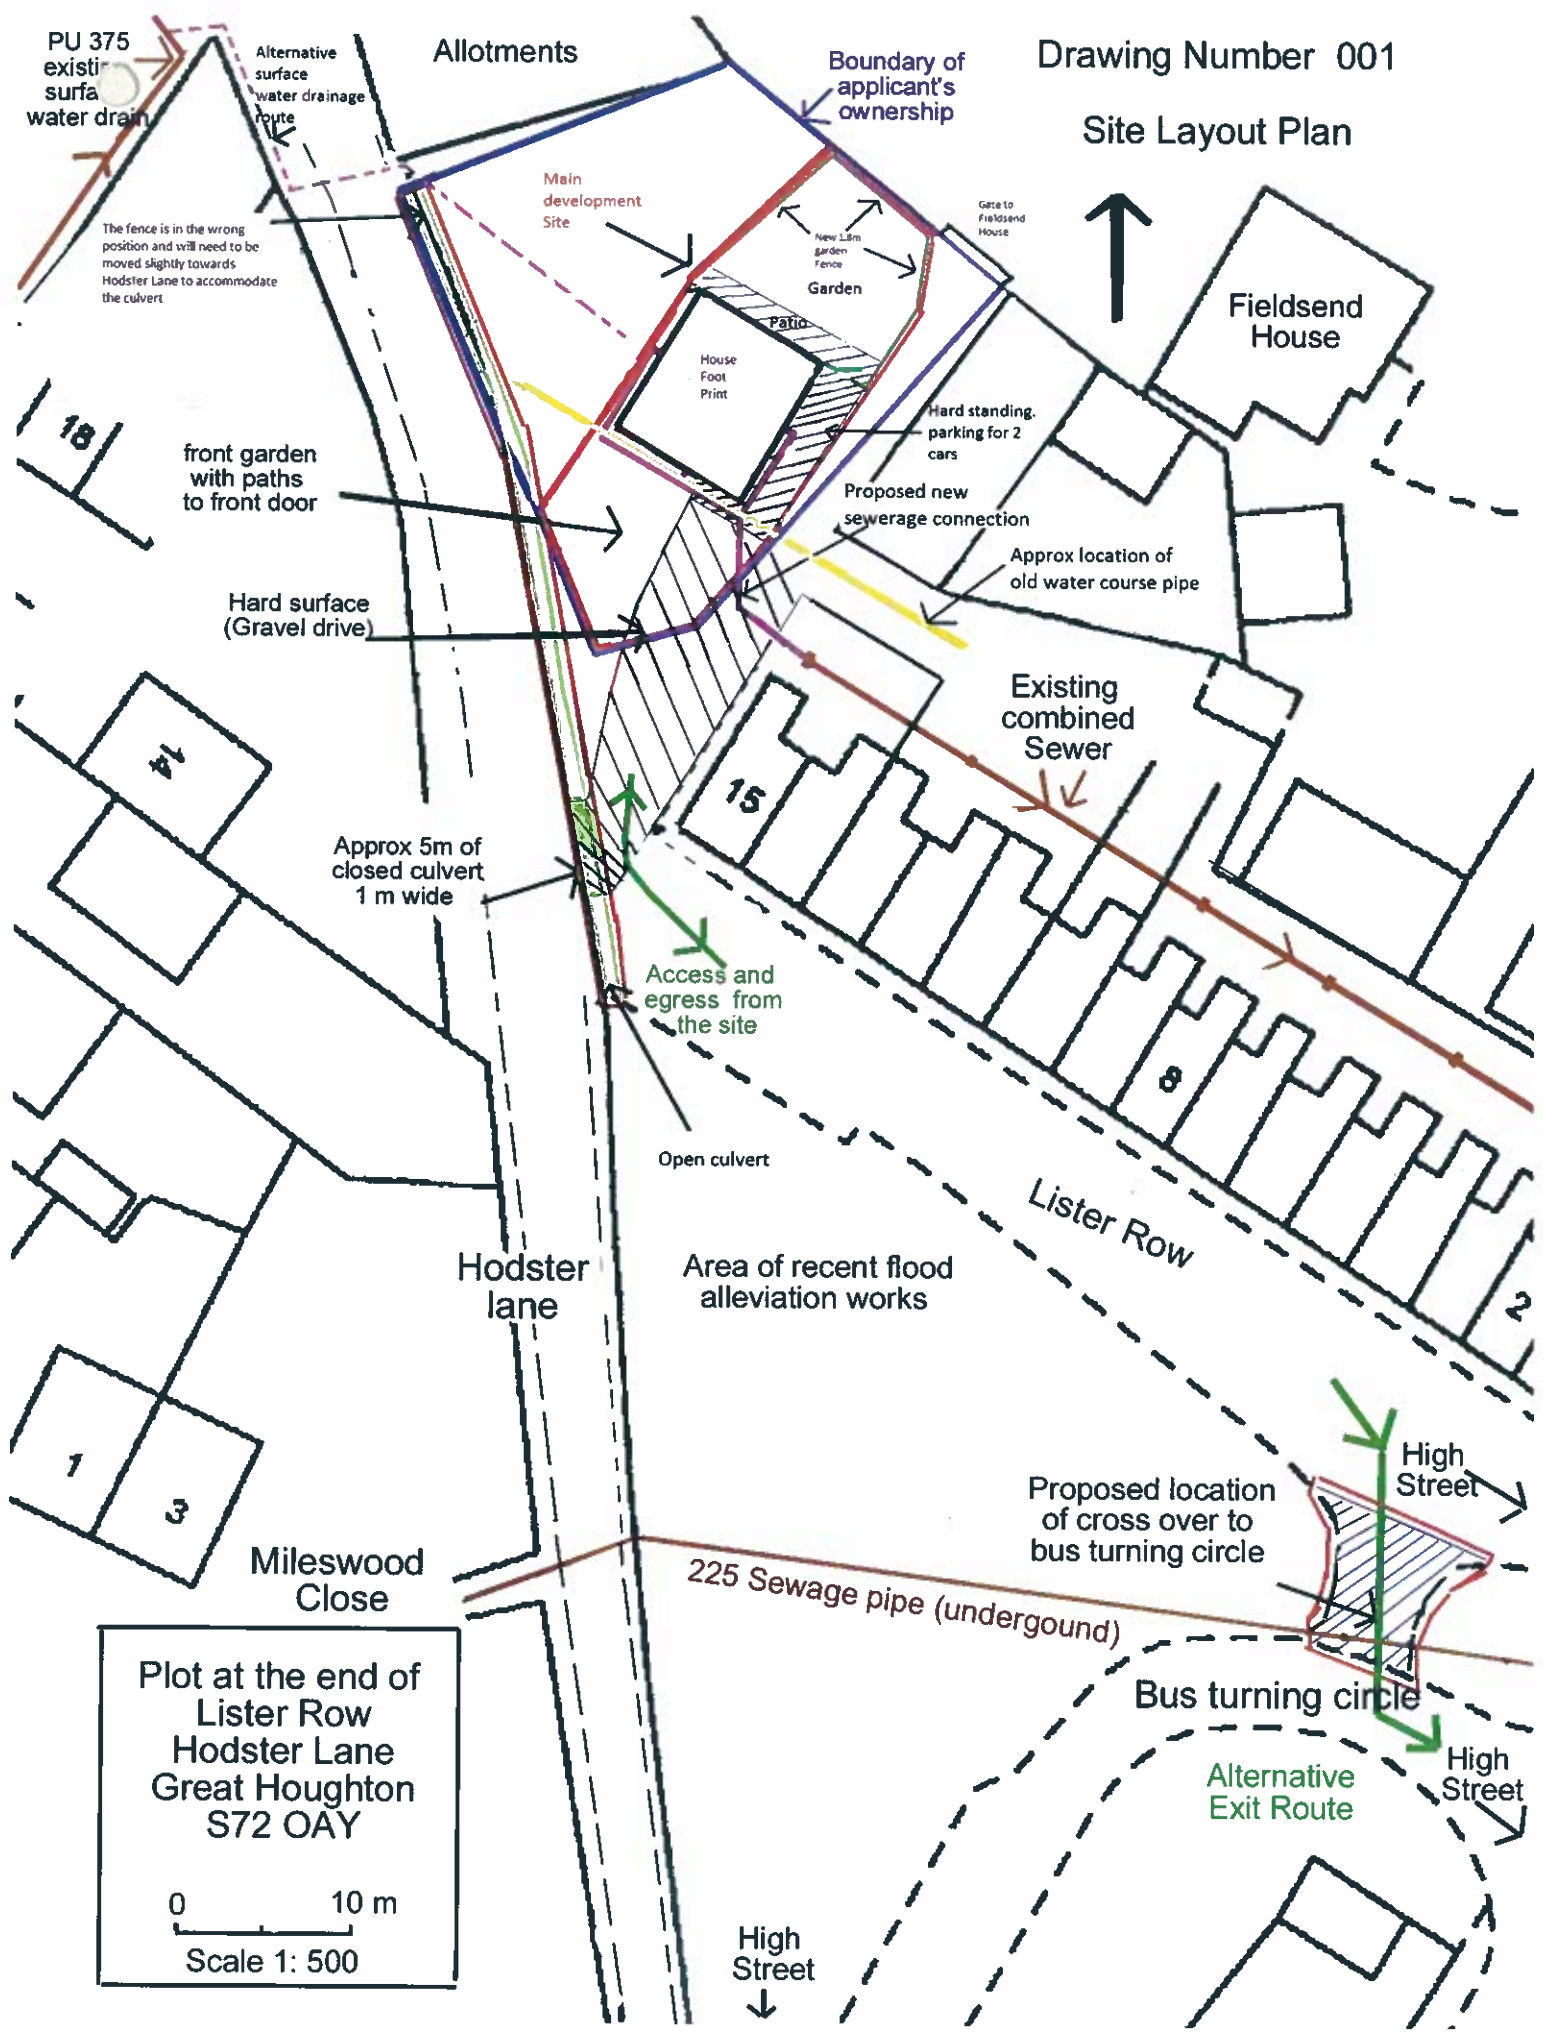 Drawing Number 001
Site Layout Plan
PU 375
existi
surfa
water drain
Alternative
surface
water drainage
route
Allotments
Boundary of
applicant's
ownership
Main
development
Site
The fence is in the wrong
position and will need to be
moved slightly towards
Hodster Lane to accommodate
the culvert
New 1.8m
garden
Fence
Garden
Gate to
Fieldsend
House
Fieldsend
House
Patio
House
Foot
Print
Hard standing.
parking for 2
cars
18
front garden
with paths
to front door
Proposed new
sewerage connection
Approx location of
old water course pipe
Hard surface
(Gravel drive)
Existing
combined
Sewer
14
15
Approx 5m of
closed culvert
1 m wide
Access and
egress from
the site
Open culvert
8
Lister Row
2
Hodster
lane
Area of recent flood
alleviation works
1
3
High
Street
Proposed location
of cross over to
bus turning circle
Mileswood
Close
225 Sewage pipe (undergound)
Bus turning circle
Alternative
Exit Route
High
Street
Plot at the end of
Lister Row
Hodster Lane
Great Houghton
S72 OAY
0 10 m
Scale 1: 500
High
Street